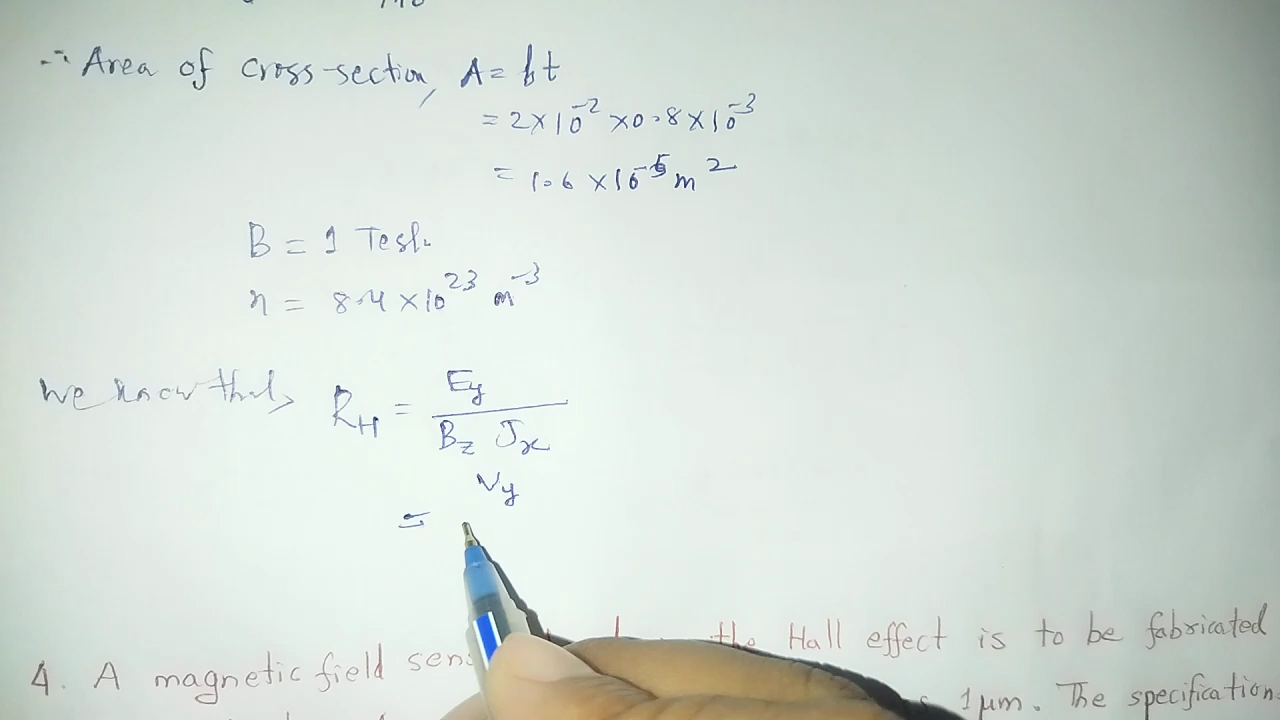 ∴ Area of cross-section, A = bt
= 2×10⁻² ×0.8×10⁻³
= 1.6 ×10⁻⁵ m²
B = 1 Tesla
n = 8.4 ×10²³ m⁻³
We know that, R_H = E_y / B_z J_x
= V_y
4. A magnetic field the Hall effect is to be fabricated
1μm. The specification